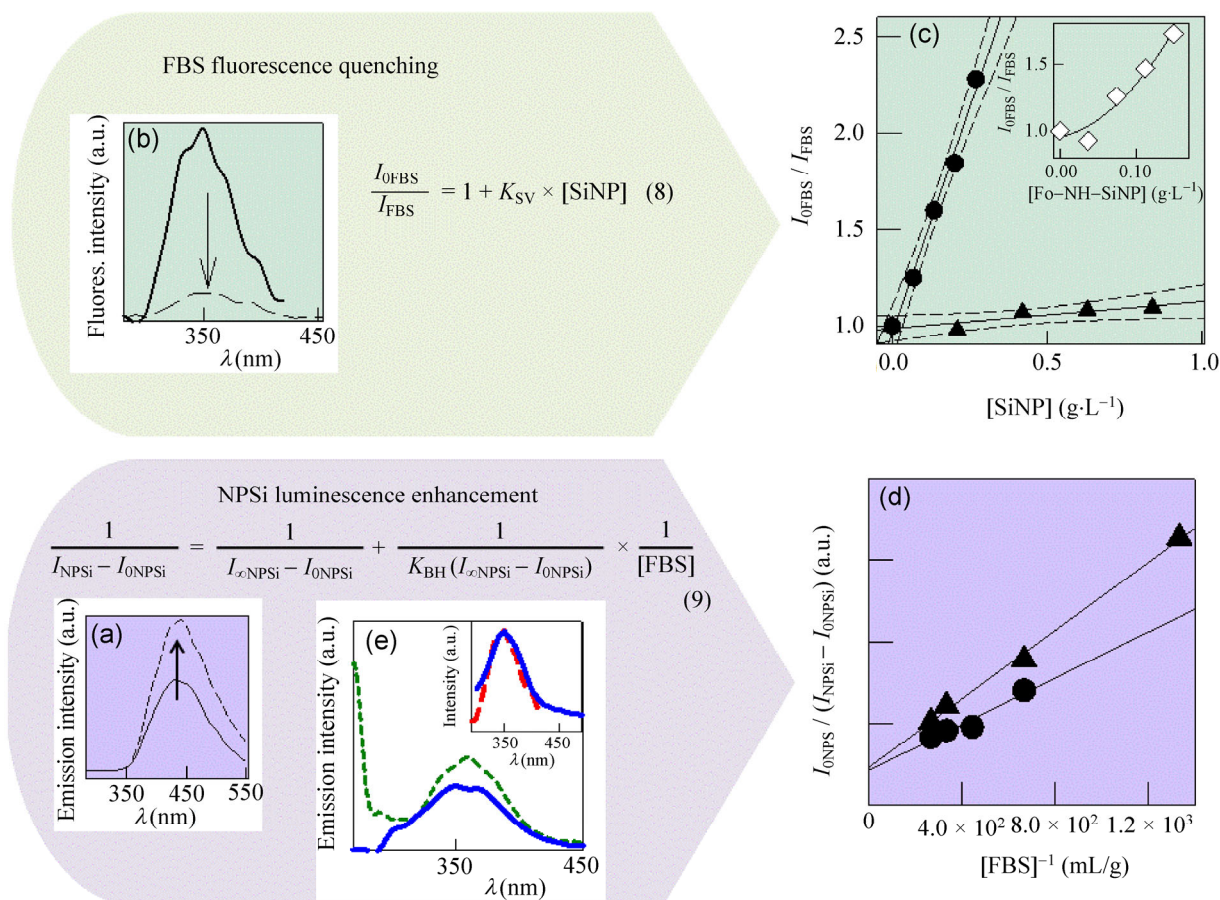 FBS fluorescence quenching
(b)
Fluores. intensity (a.u.)
350
450
λ(nm)
I0FBS / IFBS = 1 + KSV × [SiNP] (8)
(c)
I0FBS / IFBS
2.5
2.0
1.5
1.0
0.0
0.5
1.0
[SiNP] (g·L⁻¹)
I0FBS / IFBS
1.5
1.0
0.00
0.10
[Fo–NH–SiNP] (g·L⁻¹)
NPSi luminescence enhancement
1 / (INPSi – I0NPSi) = 1 / (I∞NPSi – I0NPSi) + 1 / (KBH (I∞NPSi – I0NPSi)) × 1 / [FBS]
(9)
(a)
Emission intensity (a.u.)
350
450
550
λ(nm)
(e)
Emission intensity (a.u.)
350
450
λ(nm)
Intensity (a.u.)
350
450
λ(nm)
(d)
I0NPS / (INPSi – I0NPSi) (a.u.)
0
4.0 × 10²
8.0 × 10²
1.2 × 10³
[FBS]⁻¹ (mL/g)